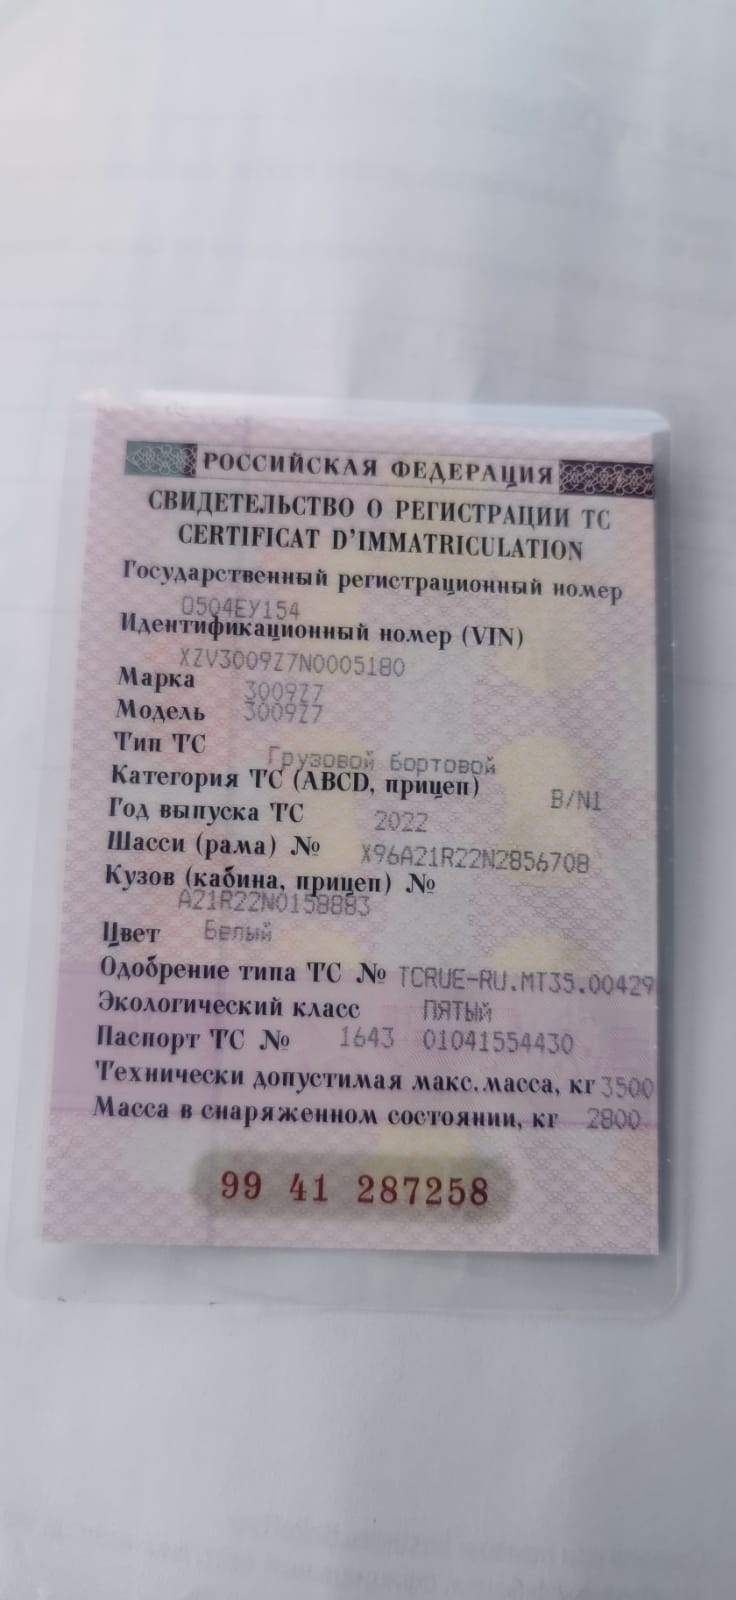 РОССИЙСКАЯ ФЕДЕРАЦИЯ
СВИДЕТЕЛЬСТВО О РЕГИСТРАЦИИ ТС
CERTIFICAT D'IMMATRICULATION
Государственный регистрационный номер
О504ЕУ154
Идентификационный номер (VIN)
XZV3009Z7N0005180
Марка 3009Z7
Модель 3009Z7
Тип ТС Грузовой бортовой
Категория ТС (ABCD, прицеп) B/N1
Год выпуска ТС 2022
Шасси (рама) № X96A21R22N2856708
Кузов (кабина, прицеп) №
A21R22N0158883
Цвет Белый
Одобрение типа ТС № TCRUE-RU.MT35.00429
Экологический класс ПЯТЫЙ
Паспорт ТС № 1643 01041554430
Технически допустимая макс. масса, кг 3500
Масса в снаряженном состоянии, кг 2800
99 41 287258